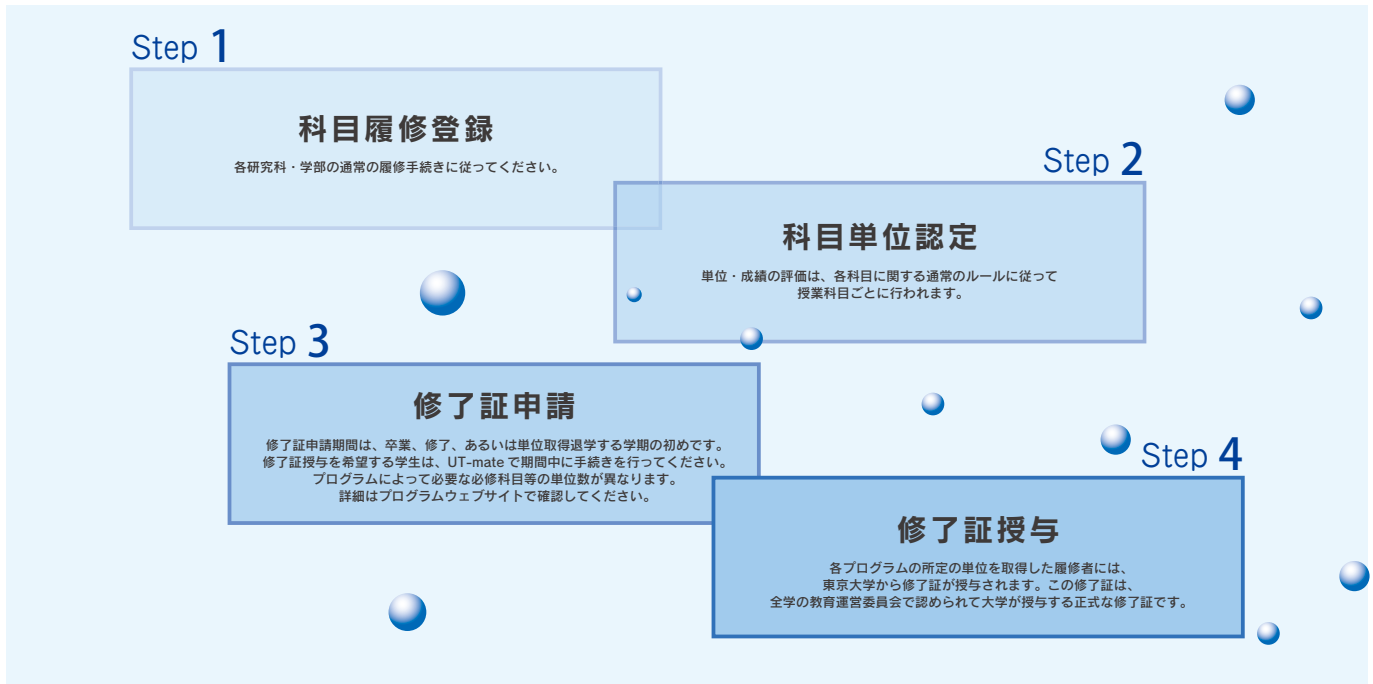 Step 1
科目履修登録
各研究科・学部の通常の履修手続きに従ってください。
Step 2
科目単位認定
単位・成績の評価は、各科目に関する通常のルールに従って
授業科目ごとに行われます。
Step 3
修了証申請
修了証申請期間は、卒業、修了、あるいは単位取得退学する学期の初めです。
修了証授与を希望する学生は、UT-mate で期間中に手続きを行ってください。
プログラムによって必要な必修科目等の単位数が異なります。
詳細はプログラムウェブサイトで確認してください。
Step 4
修了証授与
各プログラムの所定の単位を取得した履修者には、
東京大学から修了証が授与されます。この修了証は、
全学の教育運営委員会で認められて大学が授与する正式な修了証です。